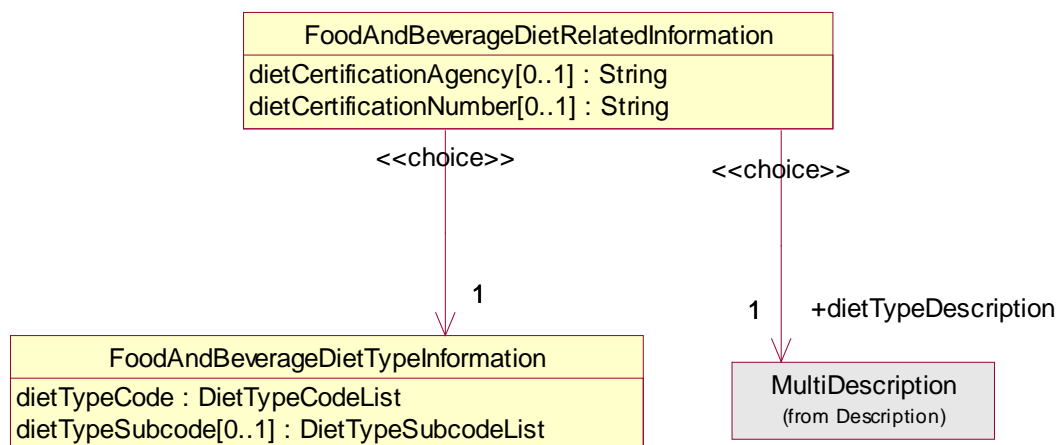 FoodAndBeverageDietRelatedInformation
dietCertificationAgency[0..1] : String
dietCertificationNumber[0..1] : String
<<choice>>
<<choice>>
1
1
+dietTypeDescription
FoodAndBeverageDietTypeInformation
dietTypeCode : DietTypeCodeList
dietTypeSubcode[0..1] : DietTypeSubcodeList
MultiDescription
(from Description)